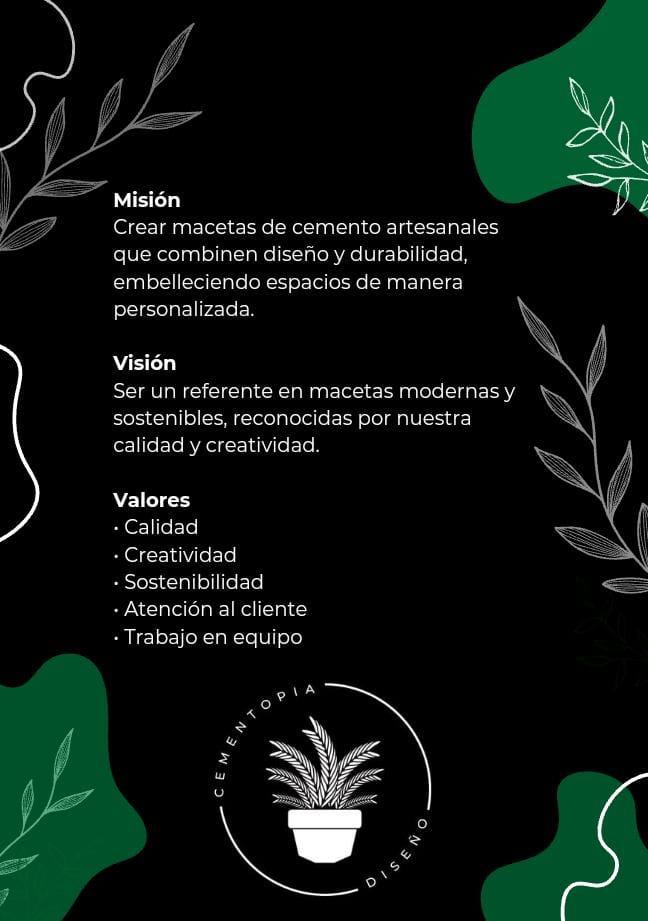 Misión
Crear macetas de cemento artesanales
que combinen diseño y durabilidad,
embelleciendo espacios de manera
personalizada.
Visión
Ser un referente en macetas modernas y
sostenibles, reconocidas por nuestra
calidad y creatividad.
Valores
• Calidad
• Creatividad
• Sostenibilidad
• Atención al cliente
• Trabajo en equipo
CEMENTOPIA
DISEÑO